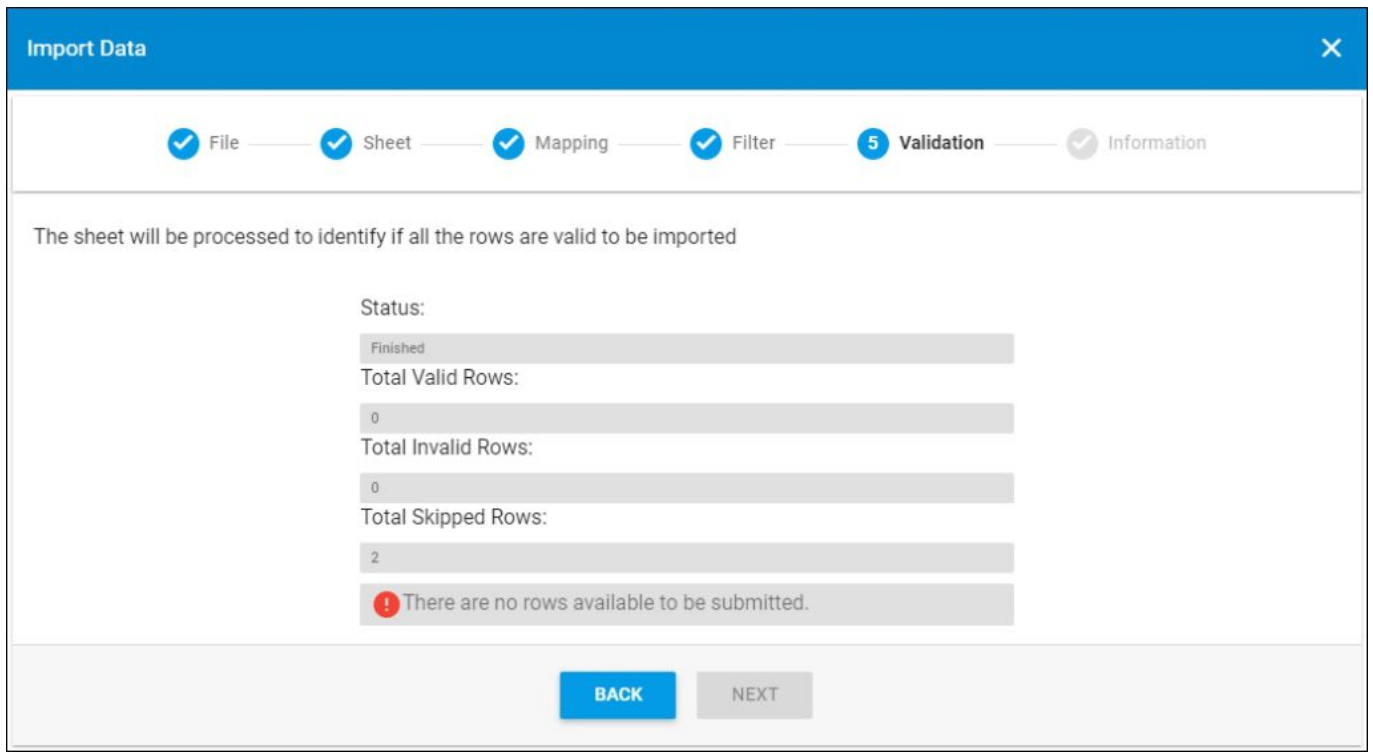 Import Data
File Sheet Mapping Filter 5 Validation Information
The sheet will be processed to identify if all the rows are valid to be imported
Status:
Finished
Total Valid Rows:
0
Total Invalid Rows:
0
Total Skipped Rows:
2
There are no rows available to be submitted.
BACK NEXT